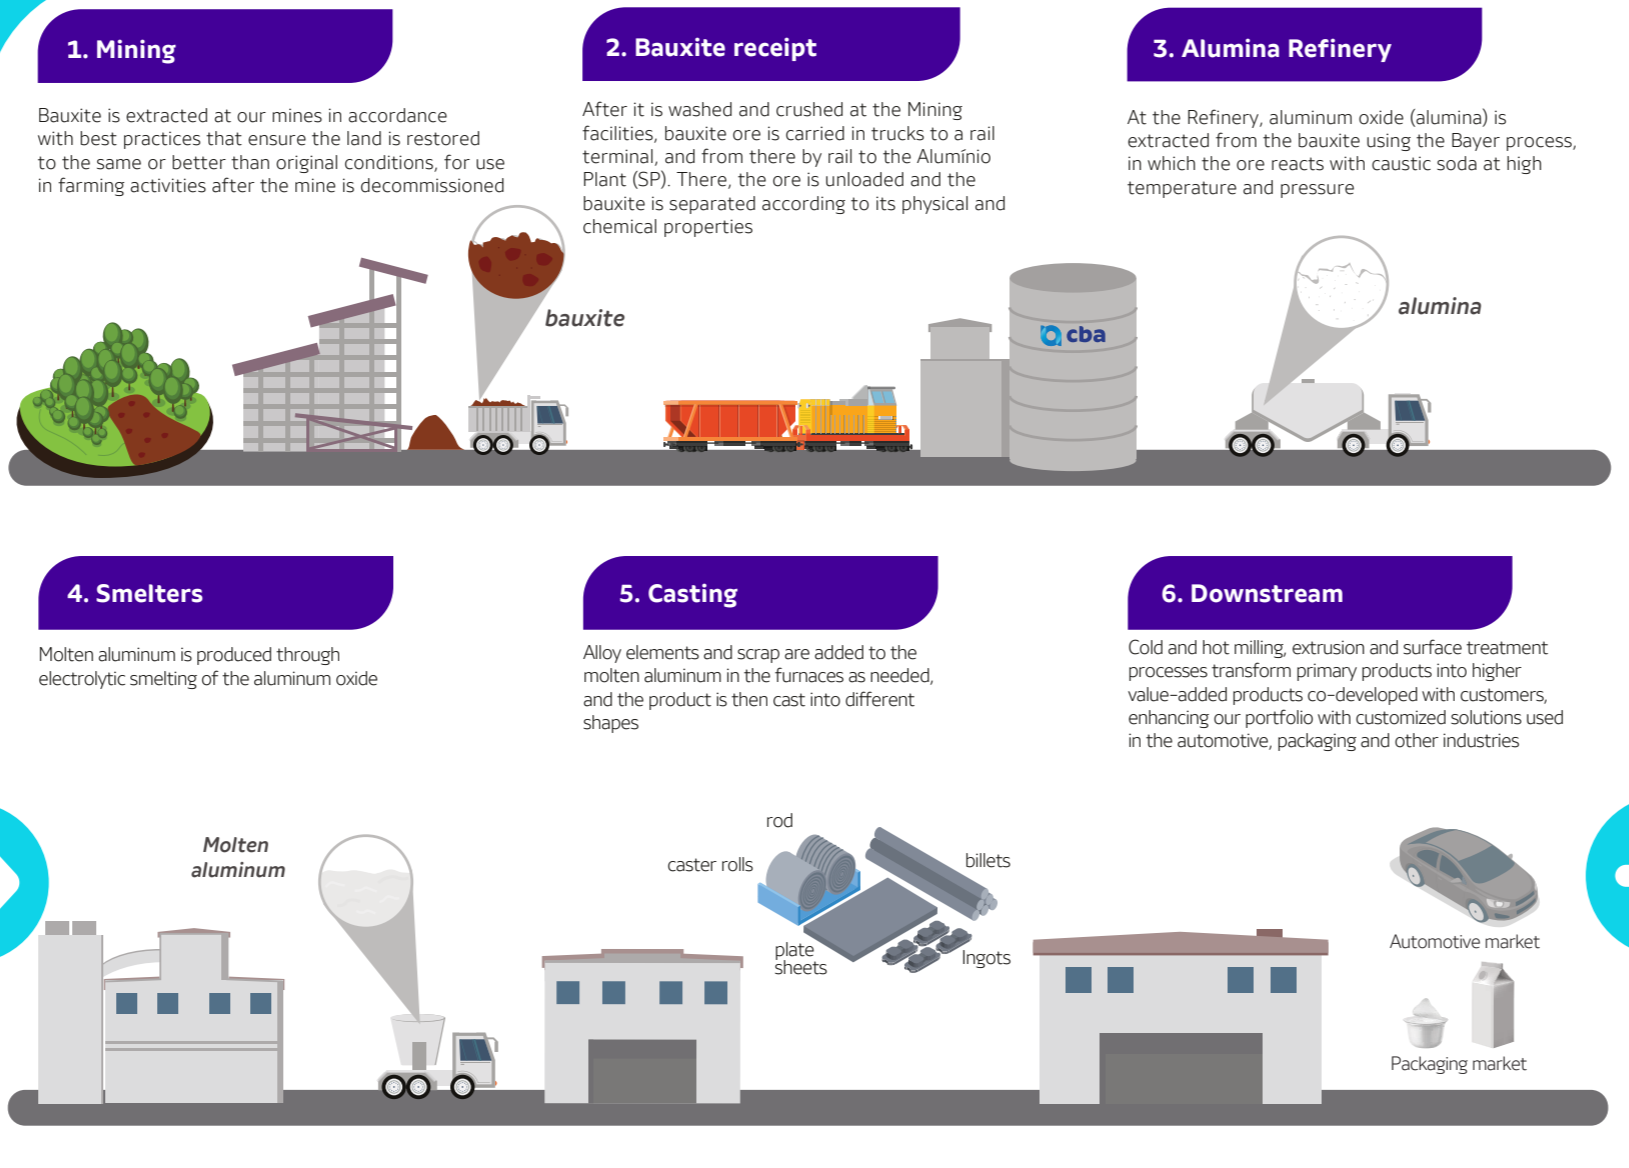 1. Mining
Bauxite is extracted at our mines in accordance
with best practices that ensure the land is restored
to the same or better than original conditions, for use
in farming activities after the mine is decommissioned
2. Bauxite receipt
After it is washed and crushed at the Mining
facilities, bauxite ore is carried in trucks to a rail
terminal, and from there by rail to the Alumínio
Plant (SP). There, the ore is unloaded and the
bauxite is separated according to its physical and
chemical properties
3. Alumina Refinery
At the Refinery, aluminum oxide (alumina) is
extracted from the bauxite using the Bayer process,
in which the ore reacts with caustic soda at high
temperature and pressure
bauxite
cba
alumina
4. Smelters
Molten aluminum is produced through
electrolytic smelting of the aluminum oxide
5. Casting
Alloy elements and scrap are added to the
molten aluminum in the furnaces as needed,
and the product is then cast into different
shapes
6. Downstream
Cold and hot milling, extrusion and surface treatment
processes transform primary products into higher
value-added products co-developed with customers,
enhancing our portfolio with customized solutions used
in the automotive, packaging and other industries
Molten
aluminum
rod
caster rolls
billets
plate
sheets
Ingots
Automotive market
Packaging market